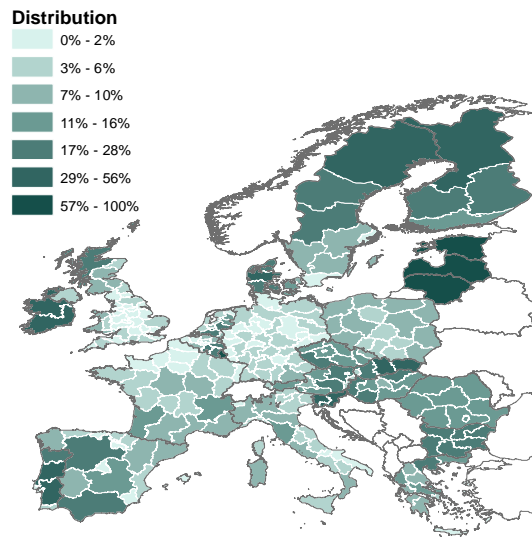 Distribution
0% - 2%
3% - 6%
7% - 10%
11% - 16%
17% - 28%
29% - 56%
57% - 100%